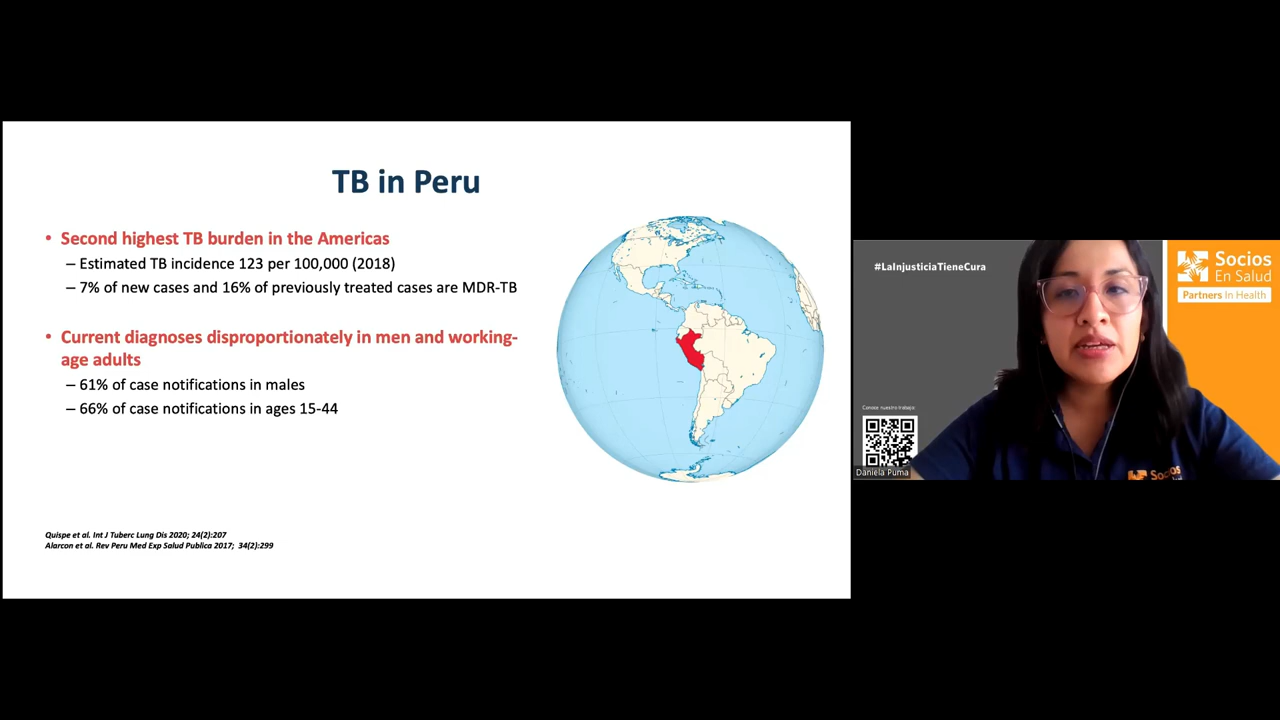 TB in Peru
• Second highest TB burden in the Americas
– Estimated TB incidence 123 per 100,000 (2018)
– 7% of new cases and 16% of previously treated cases are MDR-TB
• Current diagnoses disproportionately in men and working-
age adults
– 61% of case notifications in males
– 66% of case notifications in ages 15-44
Quispe et al. Int J Tuberc Lung Dis 2020; 24(2):207
Alarcon et al. Rev Peru Med Exp Salud Publica 2017; 34(2):299
#LaInjusticiaTieneCura
Socios
En Salud
Partners In Health
Conoce nuestro trabajo
Daniela Puma
Socios